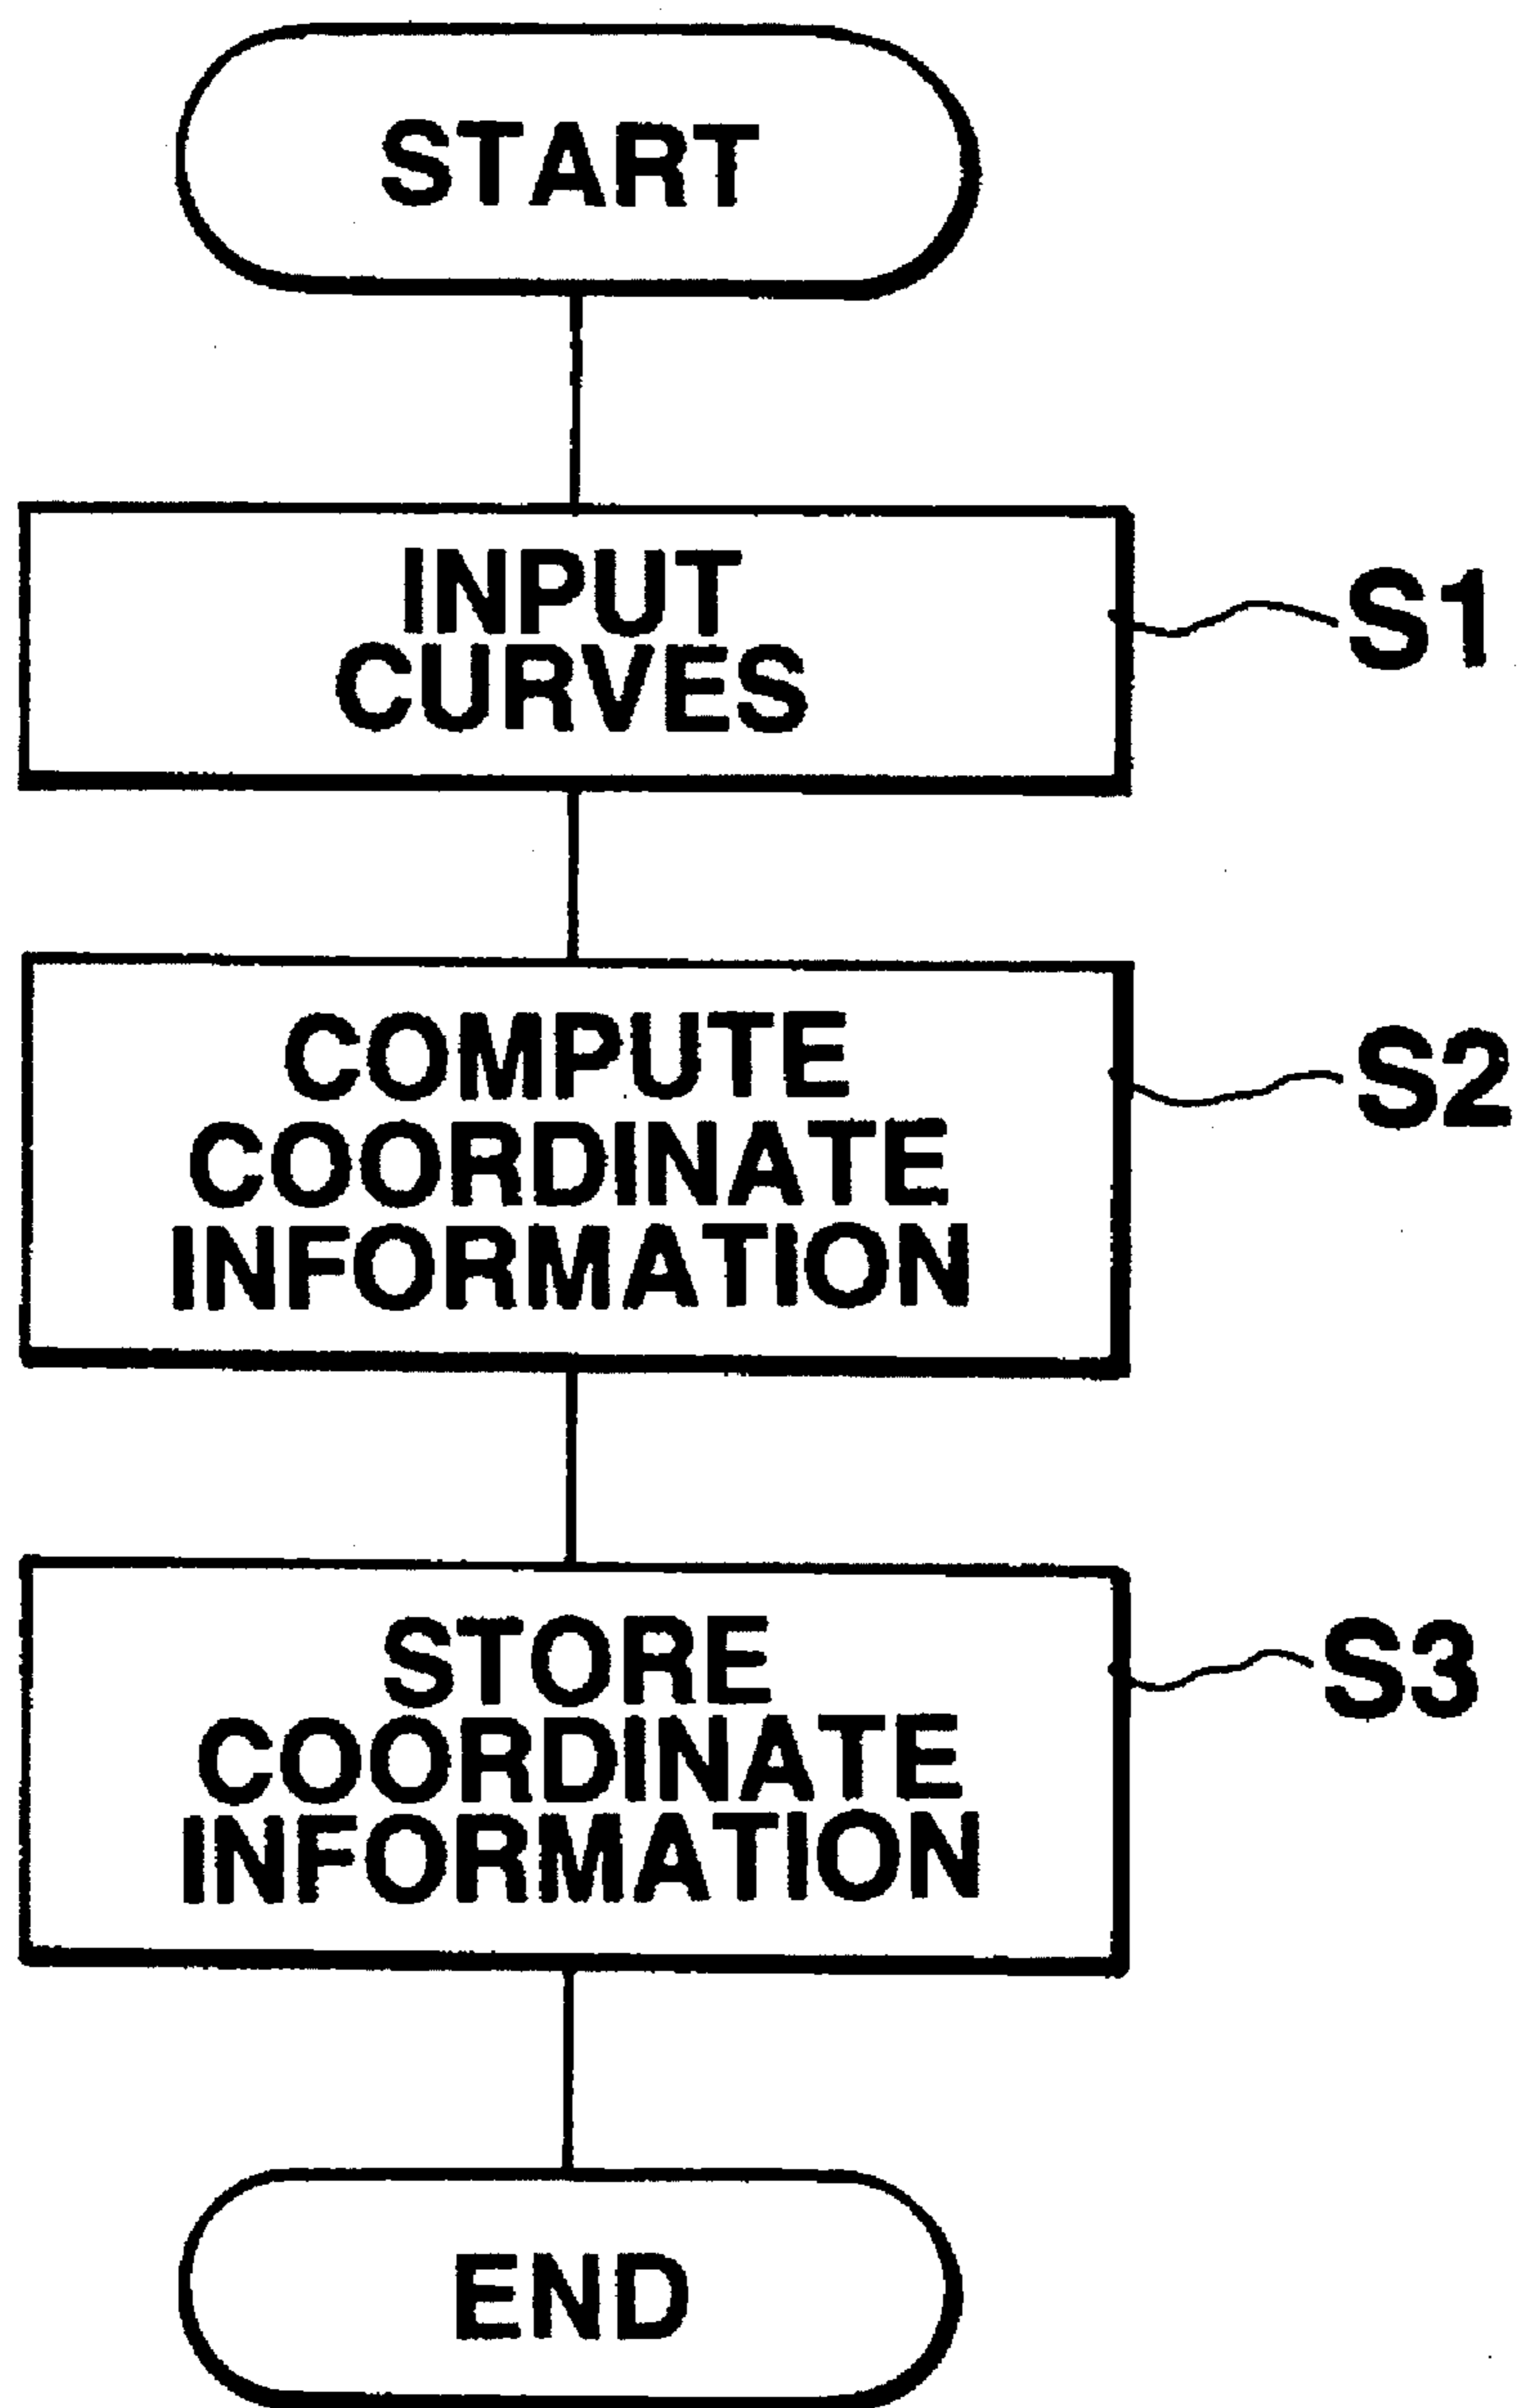 START
INPUT
CURVES
S1
COMPUTE
COORDINATE
INFORMATION
S2
STORE
COORDINATE
INFORMATION
S3
END